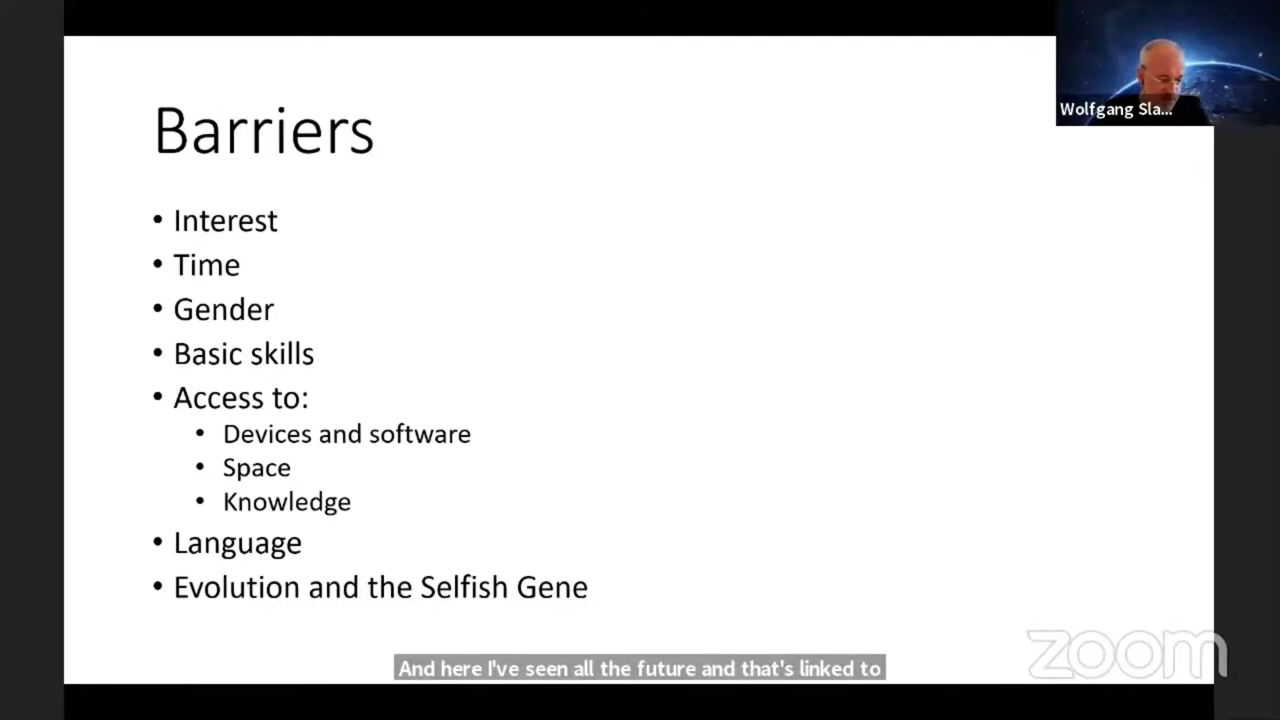 Wolfgang Sla...
Barriers
• Interest
• Time
• Gender
• Basic skills
• Access to:
• Devices and software
• Space
• Knowledge
• Language
• Evolution and the Selfish Gene
And here I've seen all the future and that's linked to
zoom